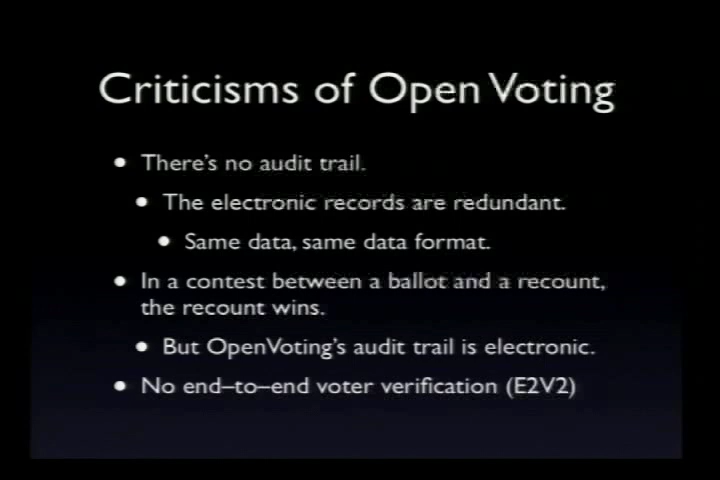 Criticisms of Open Voting
• There's no audit trail.
• The electronic records are redundant.
• Same data, same data format.
• In a contest between a ballot and a recount,
the recount wins.
• But OpenVoting's audit trail is electronic.
• No end–to–end voter verification (E2V2)